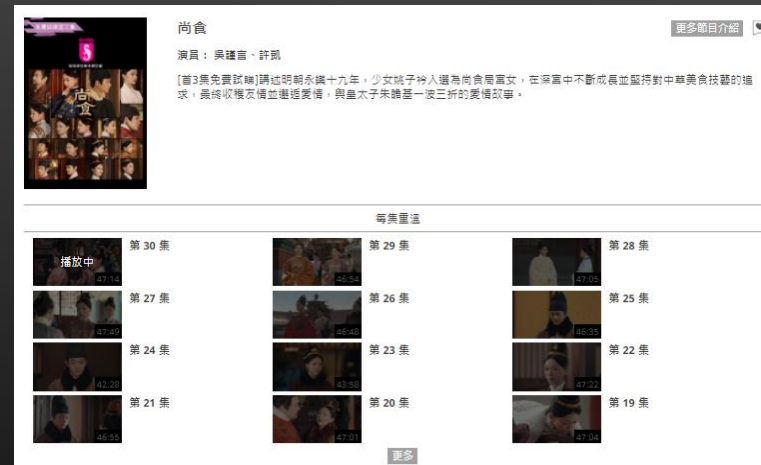 尚食
更多節目介紹
演員： 吳謹言、許凱
[首3集免費試睇]講述明朝永樂十九年，少女姚子衿入選為尚食局宮女，在深宮中不斷成長並堅持對中華美食技藝的追
求，最終收穫友情並邂逅愛情，與皇太子朱瞻基一波三折的愛情故事。
尚食
每集重溫
播放中
47:14
第 30 集
46:54
第 29 集
47:05
第 28 集
47:49
第 27 集
46:48
第 26 集
46:35
第 25 集
42:28
第 24 集
43:58
第 23 集
47:22
第 22 集
46:55
第 21 集
47:01
第 20 集
47:04
第 19 集
更多